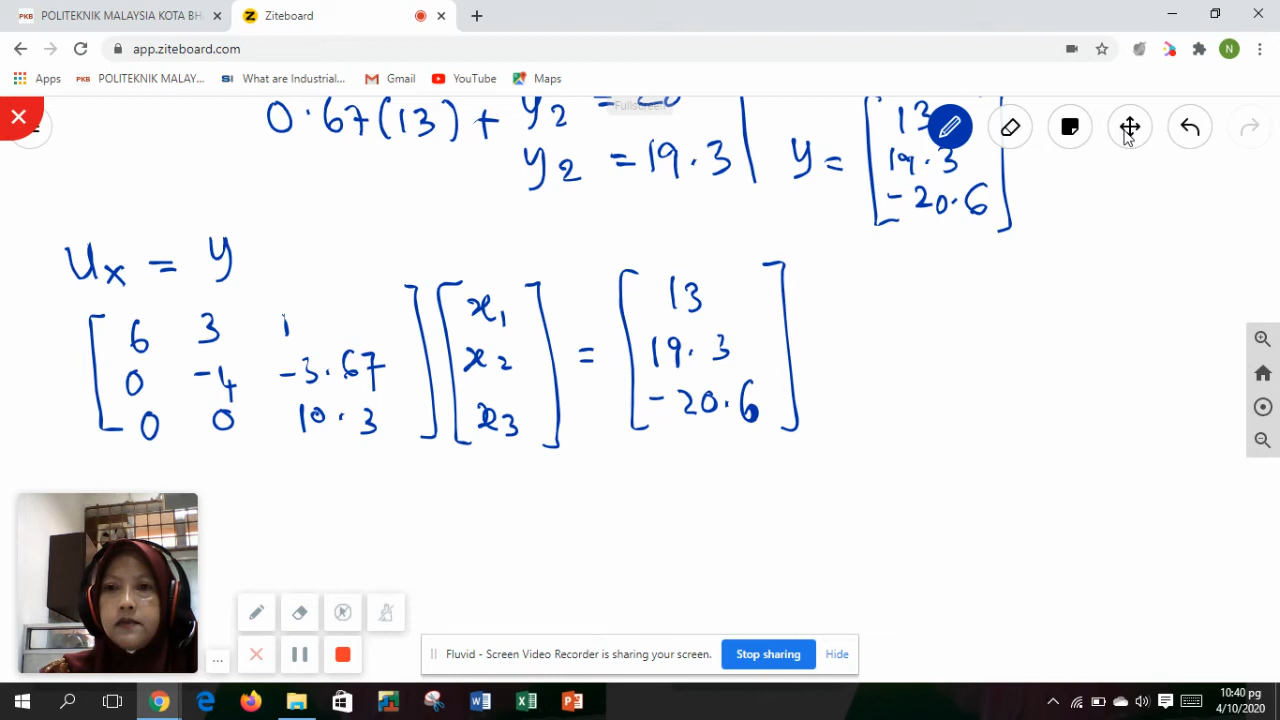 POLITEKNIK MALAYSIA KOTA BH
Ziteboard
app.ziteboard.com
N
Apps
POLITEKNIK MALAY...
What are Industrial...
Gmail
YouTube
Maps
Fullscreen
0.67(13) + y2 = 20
y2 = 19.3
y = [ 13
19.3
-20.6 ]
Ux = y
[ 6 3 1
0 -4 -3.67
0 0 10.3 ] [ x1
x2
x3 ] = [ 13
19.3
-20.6 ]
Fluvid - Screen Video Recorder is sharing your screen.
Stop sharing
Hide
10:40 pg
4/10/2020